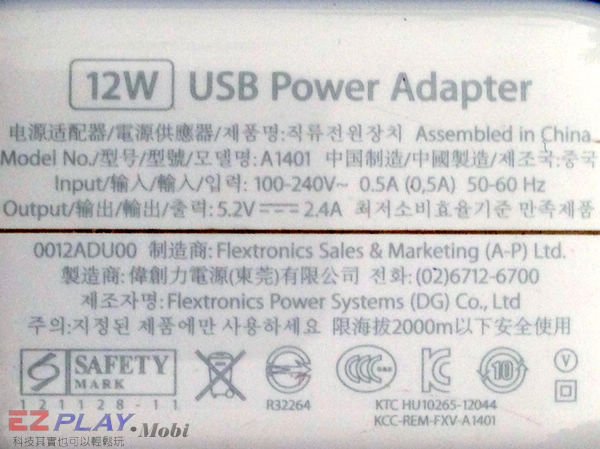 12W USB Power Adapter
电源适配器/電源供應器/제품명:직류전원장치 Assembled in China
Model No./型号/型號/모델명: A1401 中国制造/中國製造/제조국:중국
Input/输入/輸入/입력: 100-240V~ 0.5A (0,5A) 50-60 Hz
Output/输出/輸出/출력: 5.2V⎓2.4A 최저소비효율기준 만족제품
0012ADU00 制造商: Flextronics Sales & Marketing (A-P) Ltd.
製造商: 偉創力電源(東莞)有限公司 전화: (02)6712-6700
제조자명: Flextronics Power Systems (DG) Co., Ltd
주의:지정된 제품에만 사용하세요 限海拔2000m以下安全使用
SAFETY
MARK
CCC
S&E
10
V
121128-11
R32264
KTC HU10265-12044
KCC-REM-FXV-A1401
EZ PLAY.Mobi
科技其實也可以輕鬆玩